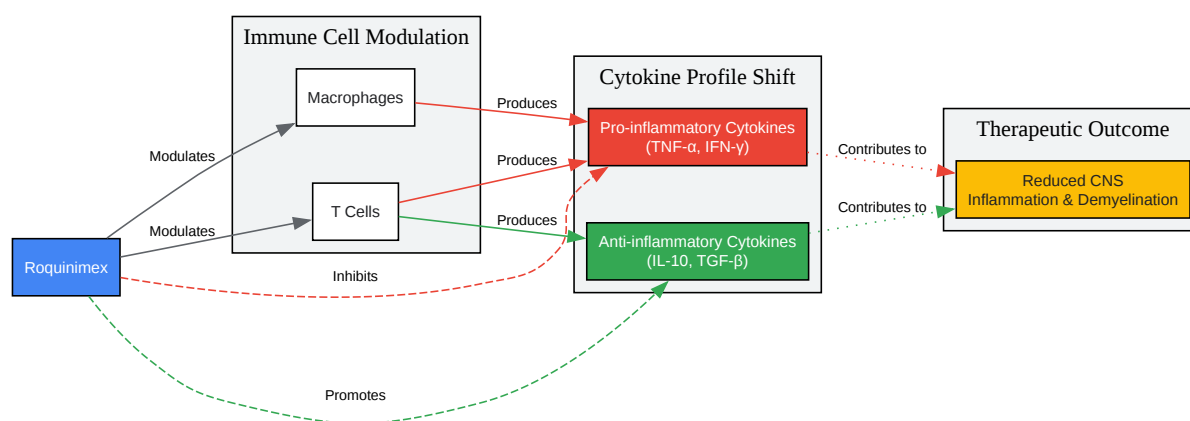 Immune Cell Modulation
Macrophages
T Cells
Cytokine Profile Shift
Pro-inflammatory Cytokines
(TNF-α, IFN-γ)
Anti-inflammatory Cytokines
(IL-10, TGF-β)
Therapeutic Outcome
Reduced CNS
Inflammation & Demyelination
Roquinimex
Modulates
Modulates
Produces
Produces
Produces
Inhibits
Promotes
Contributes to
Contributes to